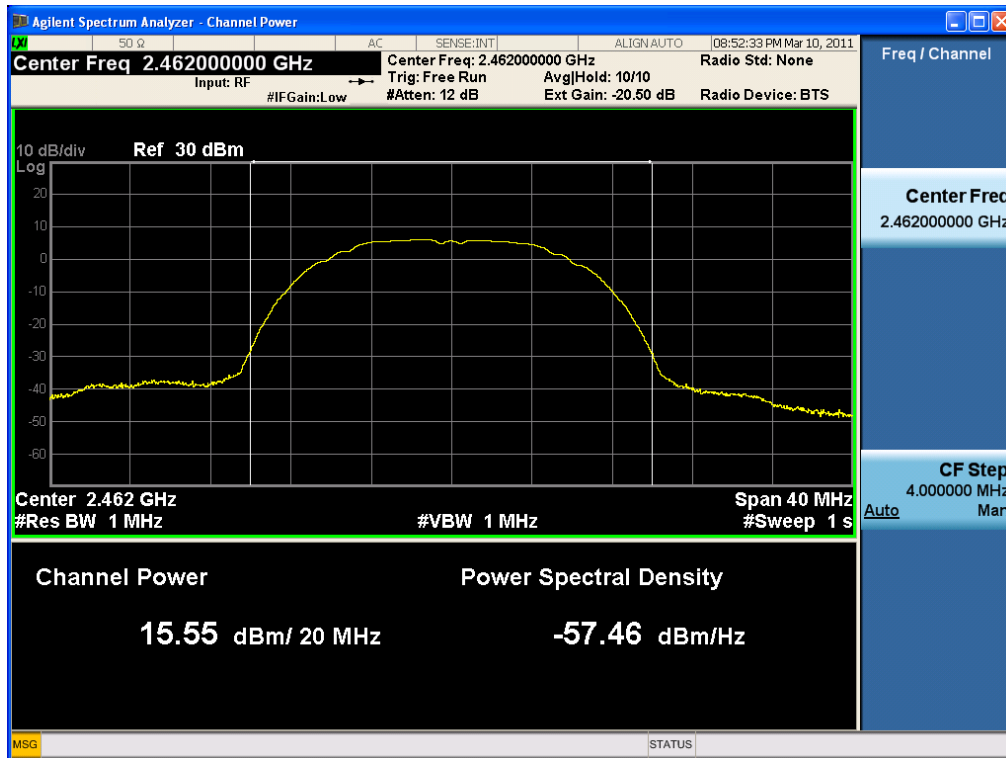 Agilent Spectrum Analyzer - Channel Power
LXI 50 Ω AC SENSE:INT ALIGN AUTO 08:52:33 PM Mar 10, 2011
Center Freq 2.462000000 GHz Center Freq: 2.462000000 GHz Radio Std: None
Input: RF Trig: Free Run Avg|Hold: 10/10
#IFGain:Low #Atten: 12 dB Ext Gain: -20.50 dB Radio Device: BTS
Freq / Channel
10 dB/div Ref 30 dBm
Log
20
10
0
-10
-20
-30
-40
-50
-60
Center Freq
2.462000000 GHz
CF Step
4.000000 MHz
Auto Man
Center 2.462 GHz Span 40 MHz
#Res BW 1 MHz #VBW 1 MHz #Sweep 1 s
Channel Power Power Spectral Density
15.55 dBm/ 20 MHz -57.46 dBm/Hz
MSG STATUS